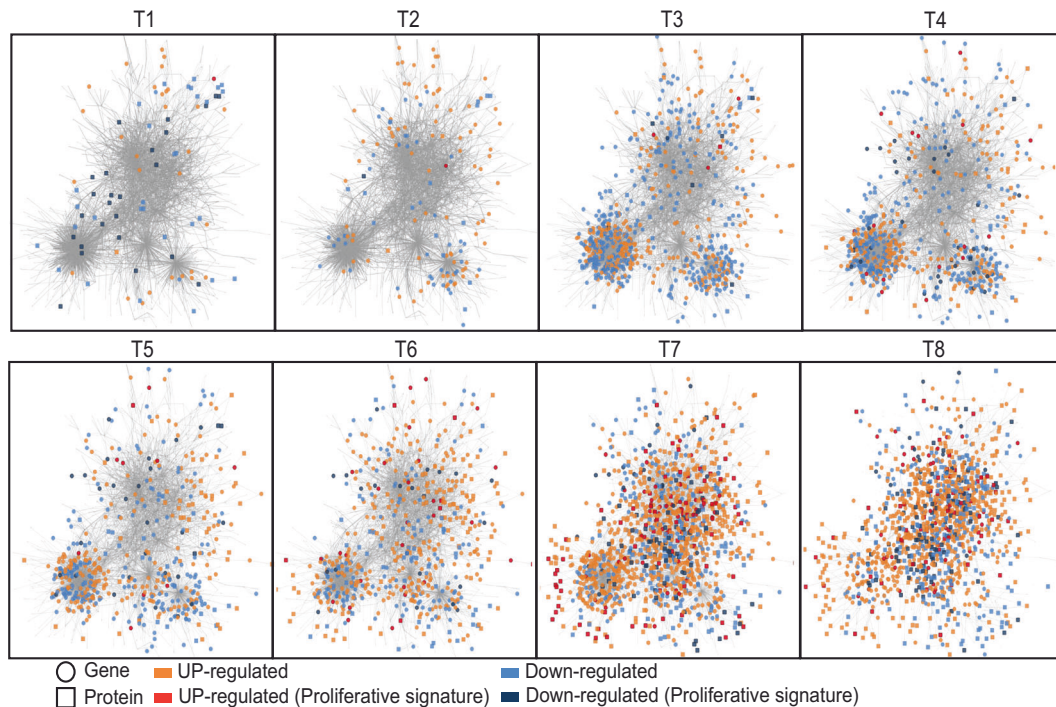 T1 T2 T3 T4
T5 T6 T7 T8
Gene UP-regulated Down-regulated
Protein UP-regulated (Proliferative signature) Down-regulated (Proliferative signature)